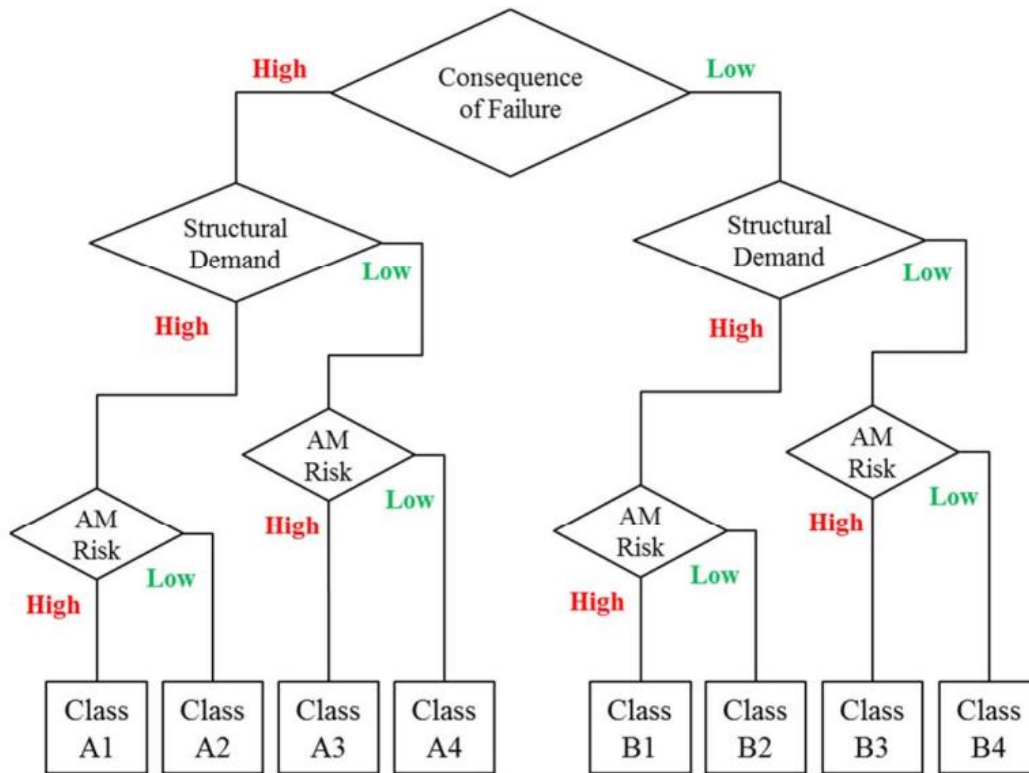 High
Consequence
of Failure
Low
Structural
Demand
Low
High
Structural
Demand
Low
High
AM
Risk
Low
High
AM
Risk
Low
High
AM
Risk
Low
High
AM
Risk
Low
High
Class
A1
Class
A2
Class
A3
Class
A4
Class
B1
Class
B2
Class
B3
Class
B4